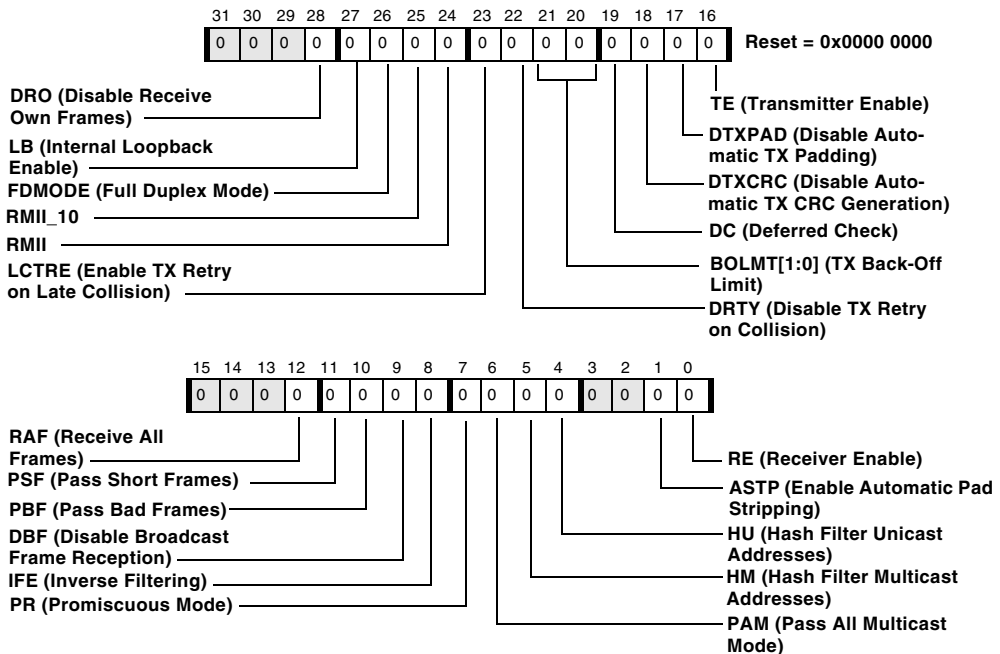 31 30 29 28 27 26 25 24 23 22 21 20 19 18 17 16
0 0 0 0 0 0 0 0 0 0 0 0 0 0 0 0
Reset = 0x0000 0000
DRO (Disable Receive
Own Frames)
LB (Internal Loopback
Enable)
FDMODE (Full Duplex Mode)
RMII_10
RMII
LCTRE (Enable TX Retry
on Late Collision)
TE (Transmitter Enable)
DTXPAD (Disable Auto-
matic TX Padding)
DTXCRC (Disable Auto-
matic TX CRC Generation)
DC (Deferred Check)
BOLMT[1:0] (TX Back-Off
Limit)
DRTY (Disable TX Retry
on Collision)
15 14 13 12 11 10 9 8 7 6 5 4 3 2 1 0
0 0 0 0 0 0 0 0 0 0 0 0 0 0 0 0
RAF (Receive All
Frames)
PSF (Pass Short Frames)
PBF (Pass Bad Frames)
DBF (Disable Broadcast
Frame Reception)
IFE (Inverse Filtering)
PR (Promiscuous Mode)
RE (Receiver Enable)
ASTP (Enable Automatic Pad
Stripping)
HU (Hash Filter Unicast
Addresses)
HM (Hash Filter Multicast
Addresses)
PAM (Pass All Multicast
Mode)